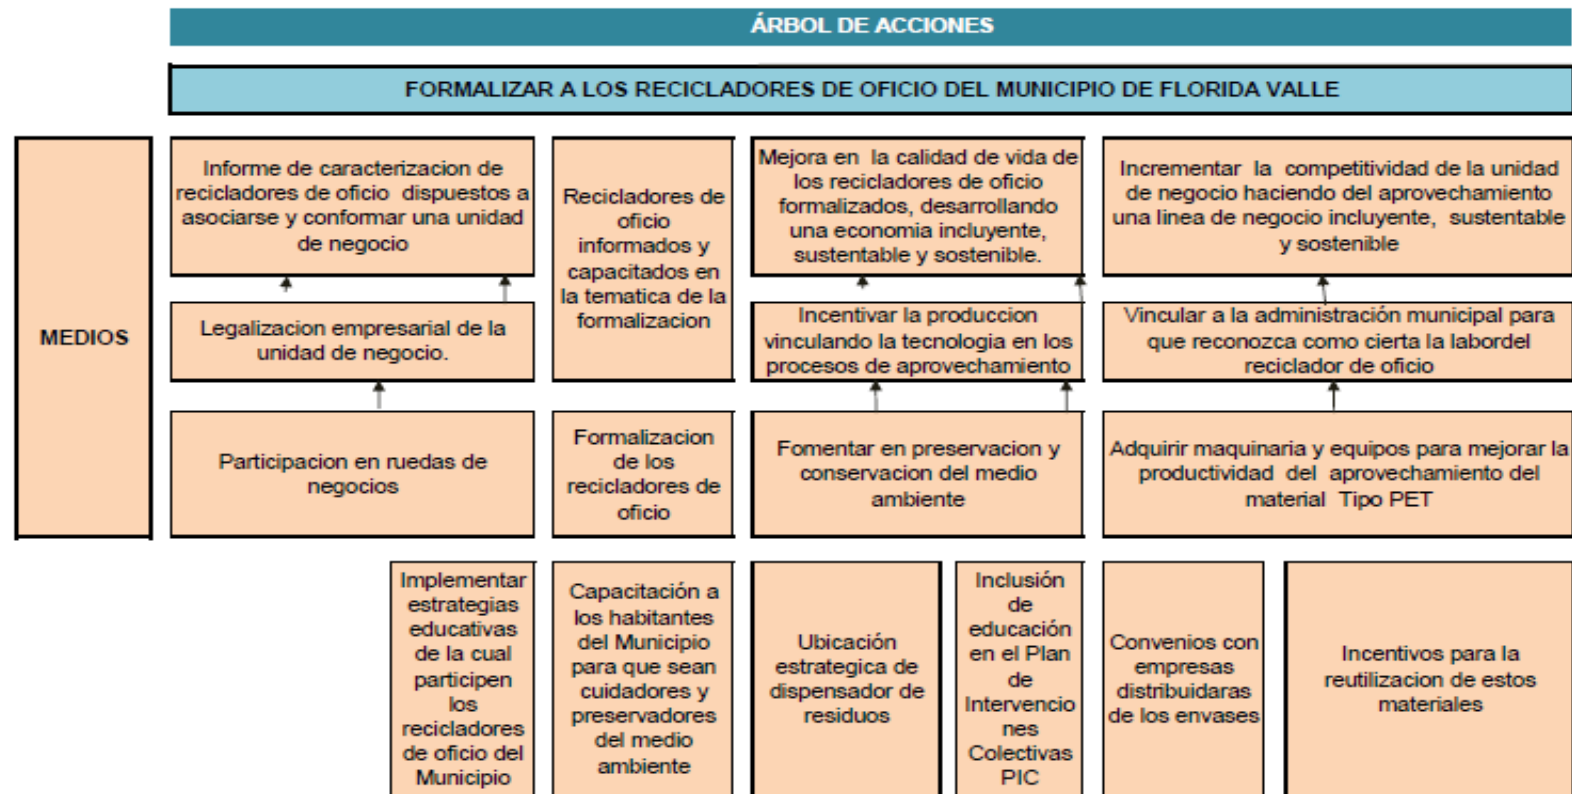 ÁRBOL DE ACCIONES
FORMALIZAR A LOS RECICLADORES DE OFICIO DEL MUNICIPIO DE FLORIDA VALLE
MEDIOS
Informe de caracterizacion de
recicladores de oficio dispuestos a
asociarse y conformar una unidad
de negocio
Recicladores de
oficio
informados y
capacitados en
la tematica de la
formalizacion
Mejora en la calidad de vida de
los recicladores de oficio
formalizados, desarrollando
una economia incluyente,
sustentable y sostenible.
Incrementar la competitividad de la unidad
de negocio haciendo del aprovechamiento
una linea de negocio incluyente, sustentable
y sostenible
Legalizacion empresarial de la
unidad de negocio.
Incentivar la produccion
vinculando la tecnologia en los
procesos de aprovechamiento
Vincular a la administración municipal para
que reconozca como cierta la labordel
reciclador de oficio
Participacion en ruedas de
negocios
Formalizacion
de los
recicladores de
oficio
Fomentar en preservacion y
conservacion del medio
ambiente
Adquirir maquinaria y equipos para mejorar la
productividad del aprovechamiento del
material Tipo PET
Implementar
estrategias
educativas
de la cual
participen
los
recicladores
de oficio del
Municipio
Capacitación a
los habitantes
del Municipio
para que sean
cuidadores y
preservadores
del medio
ambiente
Ubicación
estrategica de
dispensador de
residuos
Inclusión
de
educación
en el Plan
de
Intervencio
nes
Colectivas
PIC
Convenios con
empresas
distribuidaras
de los envases
Incentivos para la
reutilizacion de estos
materiales